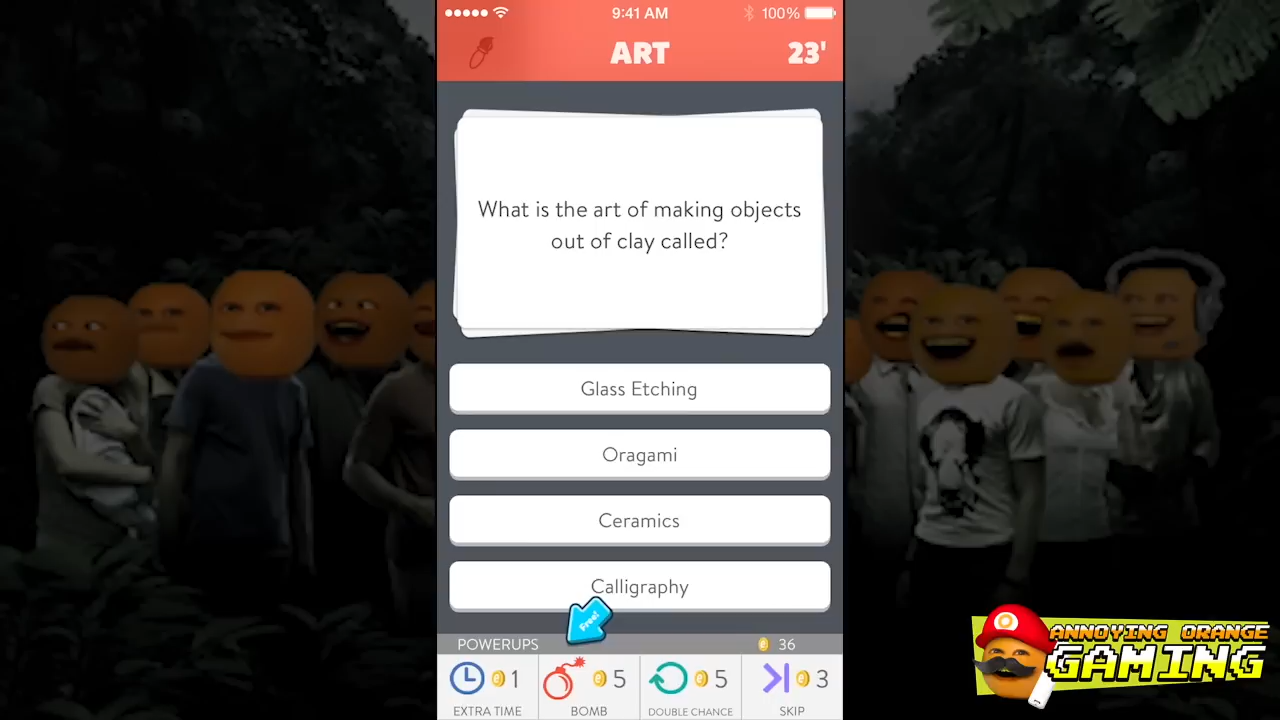 9:41 AM
100%
ART
23'
What is the art of making objects
out of clay called?
Glass Etching
Oragami
Ceramics
Calligraphy
Free!
POWERUPS
36
1
5
5
3
EXTRA TIME
BOMB
DOUBLE CHANCE
SKIP
ANNOYING ORANGE
GAMING